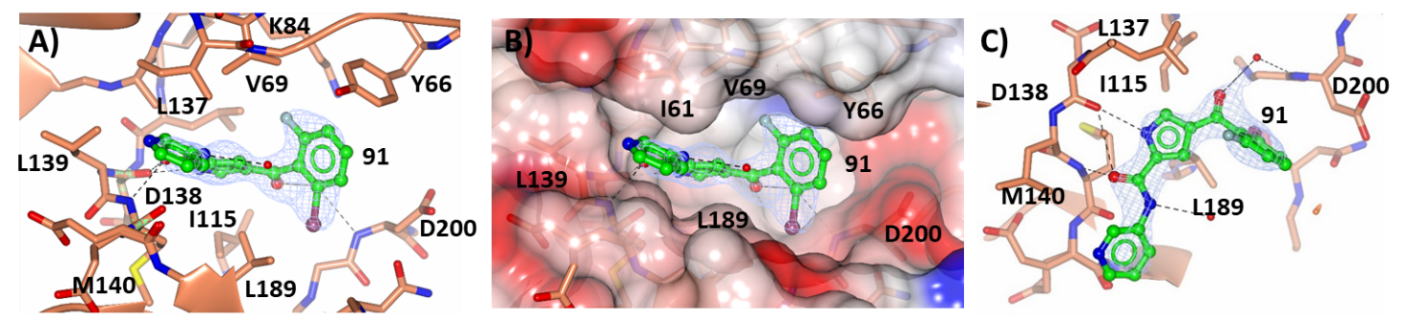 A)
K84
V69
Y66
L137
L139
91
D138
I115
D200
M140
L189
B)
V69
I61
Y66
91
L139
L189
D200
C)
L137
I115
D138
D200
91
M140
L189